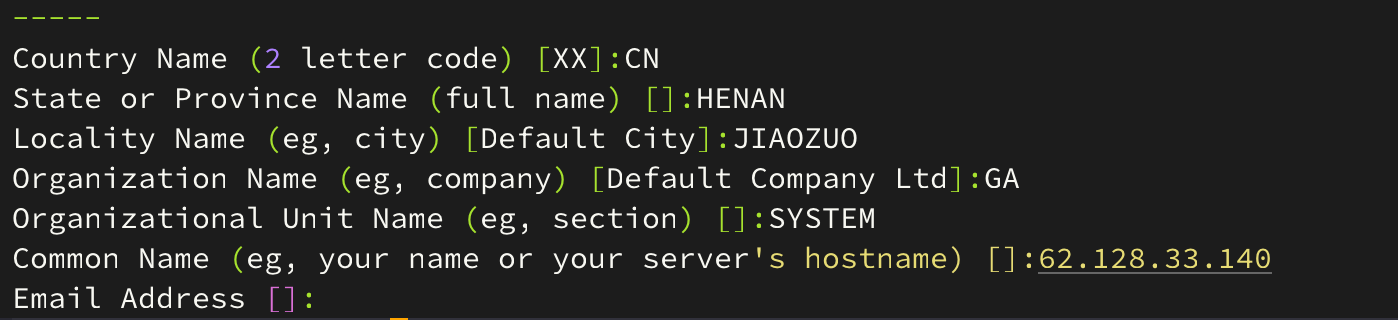 -----
Country Name (2 letter code) [XX]:CN
State or Province Name (full name) []:HENAN
Locality Name (eg, city) [Default City]:JIAOZUO
Organization Name (eg, company) [Default Company Ltd]:GA
Organizational Unit Name (eg, section) []:SYSTEM
Common Name (eg, your name or your server's hostname) []:62.128.33.140
Email Address []: